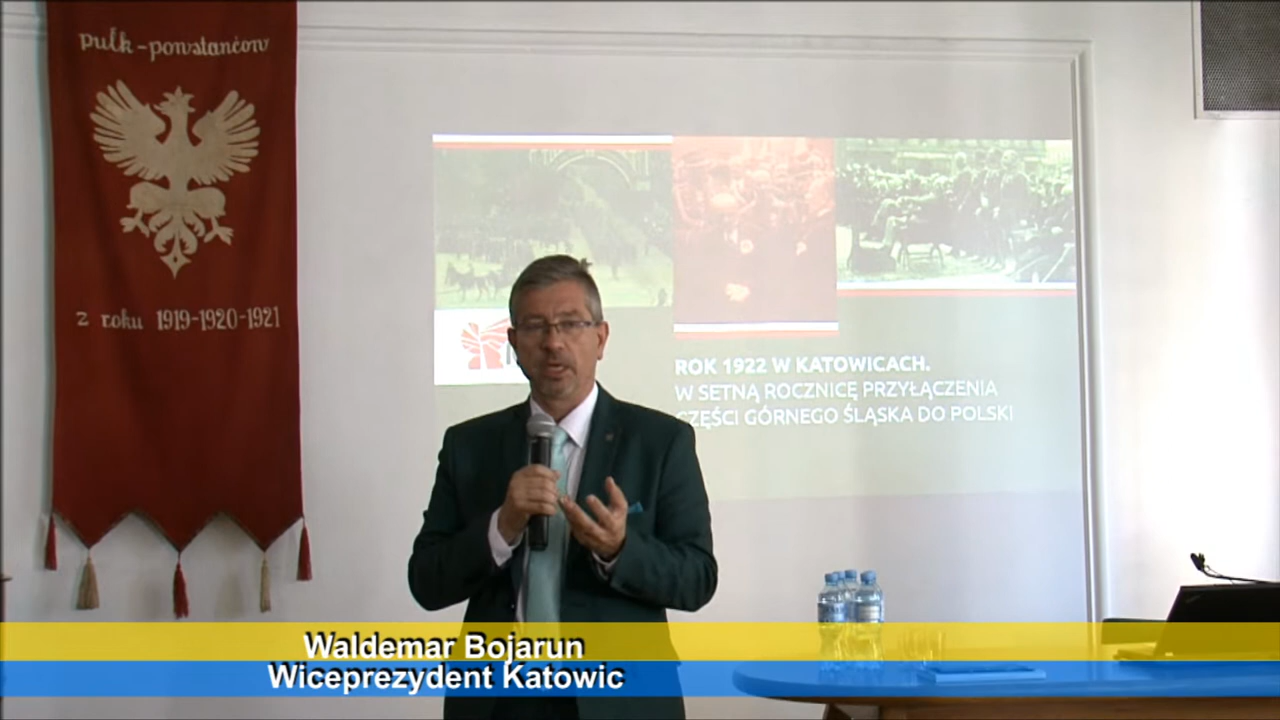 pułk-powstańców
z roku 1919-1920-1921
ROK 1922 W KATOWICACH.
W SETNĄ ROCZNICĘ PRZYŁĄCZENIA
CZĘŚCI GÓRNEGO ŚLĄSKA DO POLSKI
Waldemar Bojarun
Wiceprezydent Katowic